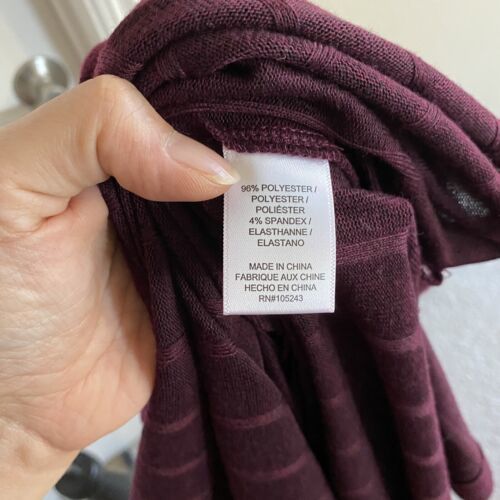 96% POLYESTER /
POLYESTER /
POLIÉSTER
4% SPANDEX /
ELASTHANNE /
ELASTANO
MADE IN CHINA
FABRIQUE AUX CHINE
HECHO EN CHINA
RN#105243